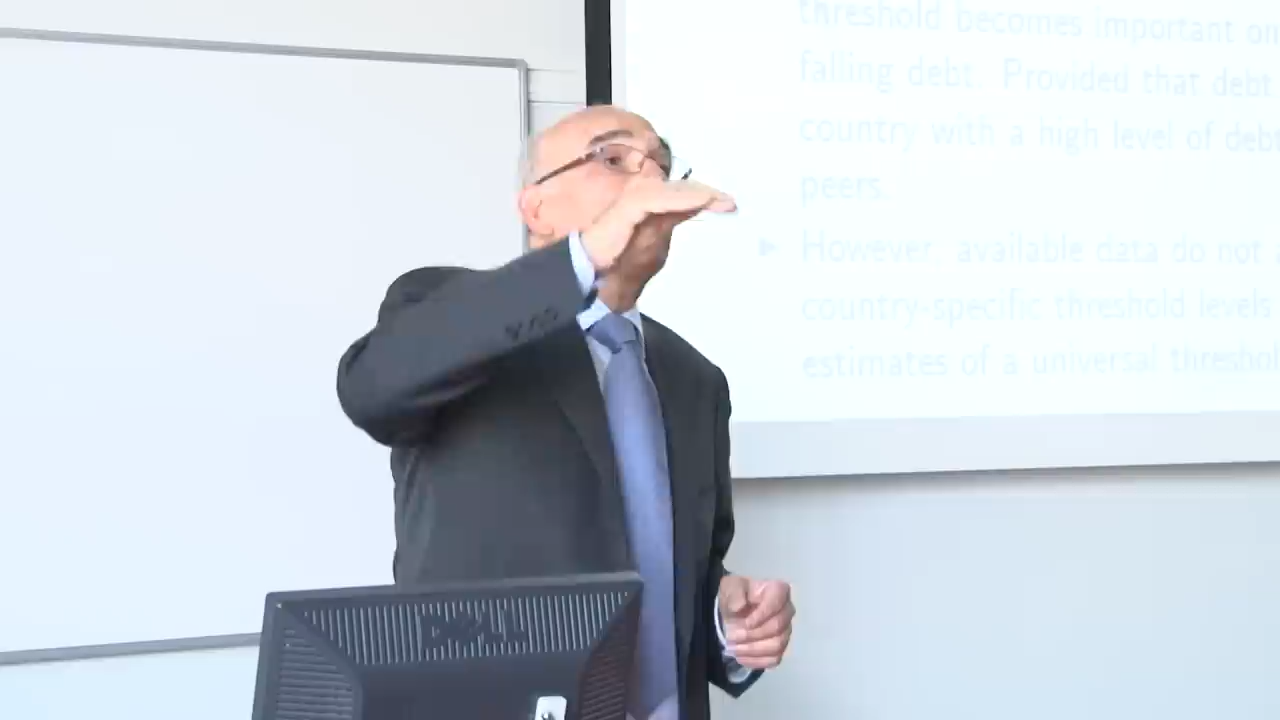 threshold becomes important on
falling debt. Provided that debt
country with a high level of debt
peers.
► However, available data do not
country-specific threshold levels
estimates of a universal threshol
DELL